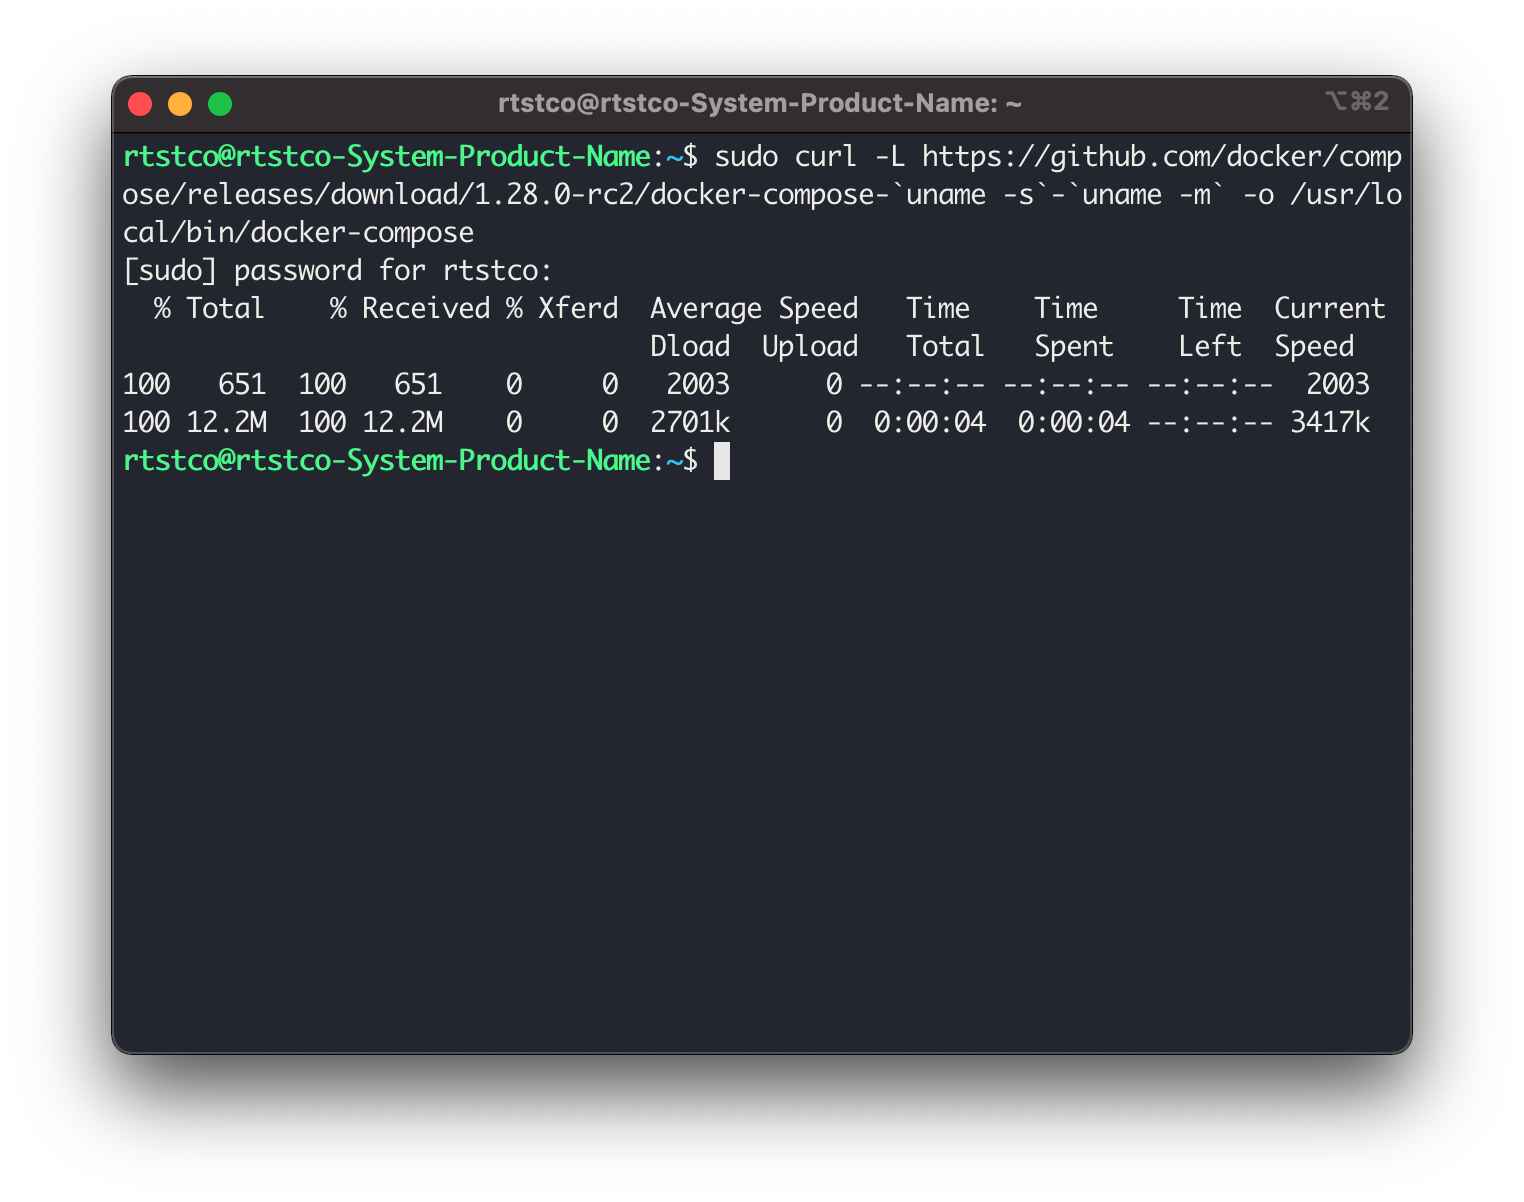 rtstco@rtstco-System-Product-Name: ~
⌥⌘2
rtstco@rtstco-System-Product-Name:~$ sudo curl -L https://github.com/docker/comp
ose/releases/download/1.28.0-rc2/docker-compose-`uname -s`-`uname -m` -o /usr/lo
cal/bin/docker-compose
[sudo] password for rtstco:
  % Total    % Received % Xferd  Average Speed   Time    Time     Time  Current
                                 Dload  Upload   Total   Spent    Left  Speed
100   651  100   651    0     0   2003      0 --:--:-- --:--:-- --:--:--  2003
100 12.2M  100 12.2M    0     0  2701k      0  0:00:04  0:00:04 --:--:-- 3417k
rtstco@rtstco-System-Product-Name:~$